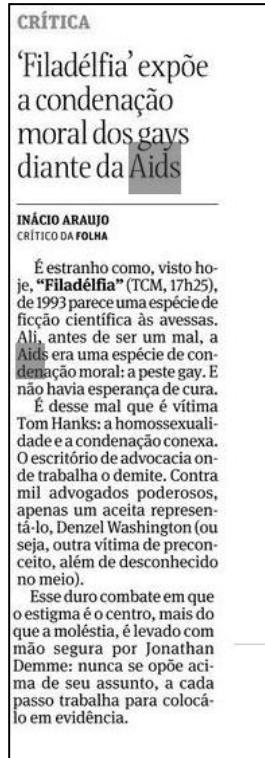 CRÍTICA
'Filadélfia' expõe
a condenação
moral dos gays
diante da Aids
INÁCIO ARAUJO
CRÍTICO DA FOLHA
É estranho como, visto ho-
je, "Filadélfia" (TCM, 17h25),
de 1993 parece uma espécie de
ficção científica às avessas.
Ali, antes de ser um mal, a
Aids era uma espécie de con-
denação moral: a peste gay. E
não havia esperança de cura.
É desse mal que é vítima
Tom Hanks: a homossexuali-
dade e a condenação conexa.
O escritório de advocacia on-
de trabalha o demite. Contra
mil advogados poderosos,
apenas um aceita represen-
tá-lo, Denzel Washington (ou
seja, outra vítima de precon-
ceito, além de desconhecido
no meio).
Esse duro combate em que
o estigma é o centro, mais do
que a moléstia, é levado com
mão segura por Jonathan
Demme: nunca se opõe aci-
ma de seu assunto, a cada
passo trabalha para colocá-
lo em evidência.